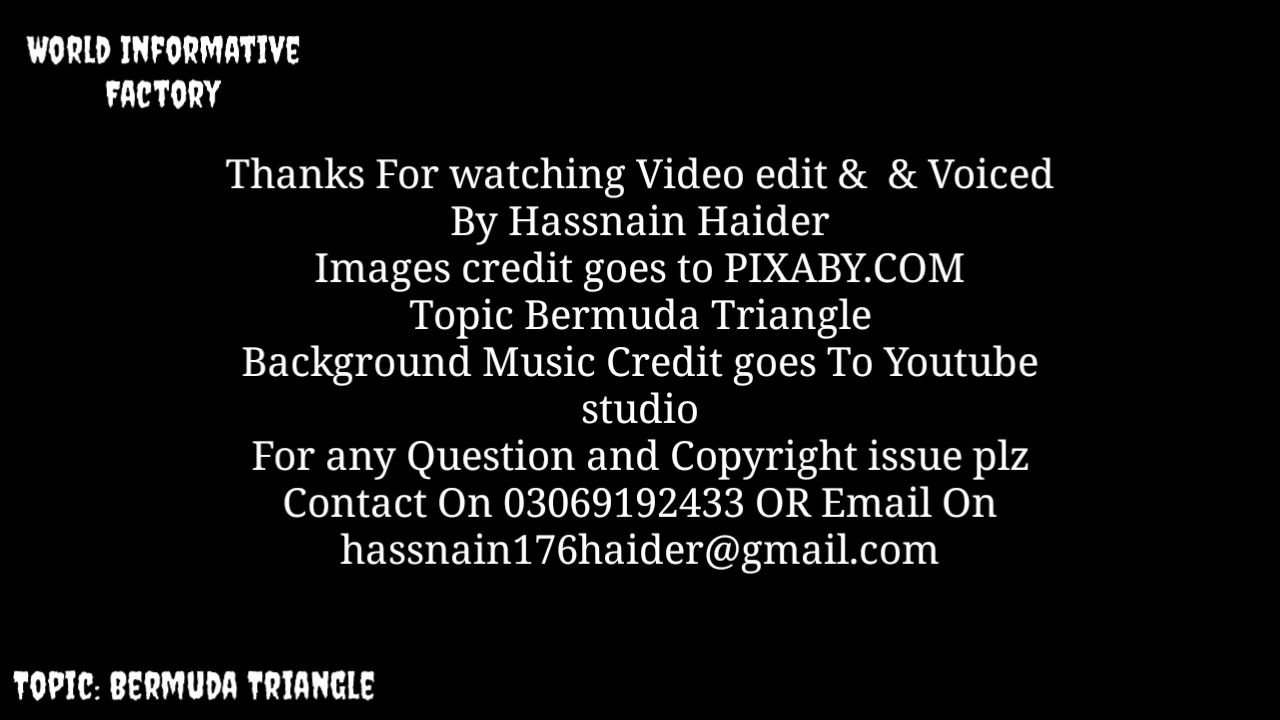 WORLD INFORMATIVE
FACTORY
Thanks For watching Video edit &  & Voiced
By Hassnain Haider
Images credit goes to PIXABY.COM
Topic Bermuda Triangle
Background Music Credit goes To Youtube
studio
For any Question and Copyright issue plz
Contact On 03069192433 OR Email On
hassnain176haider@gmail.com
TOPIC: BERMUDA TRIANGLE